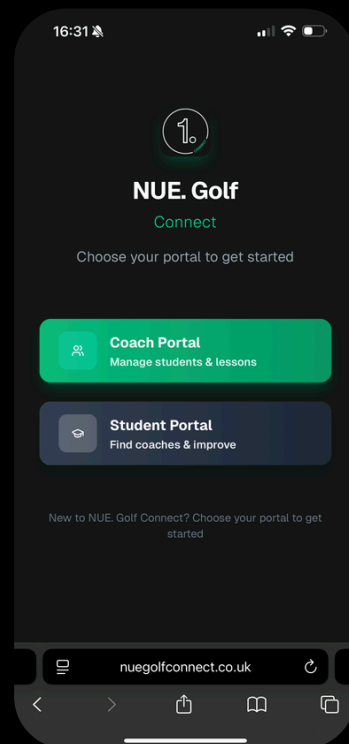 16:31
1.
NUE. Golf
Connect
Choose your portal to get started
Coach Portal
Manage students & lessons
Student Portal
Find coaches & improve
New to NUE. Golf Connect? Choose your portal to get
started
nuegolfconnect.co.uk